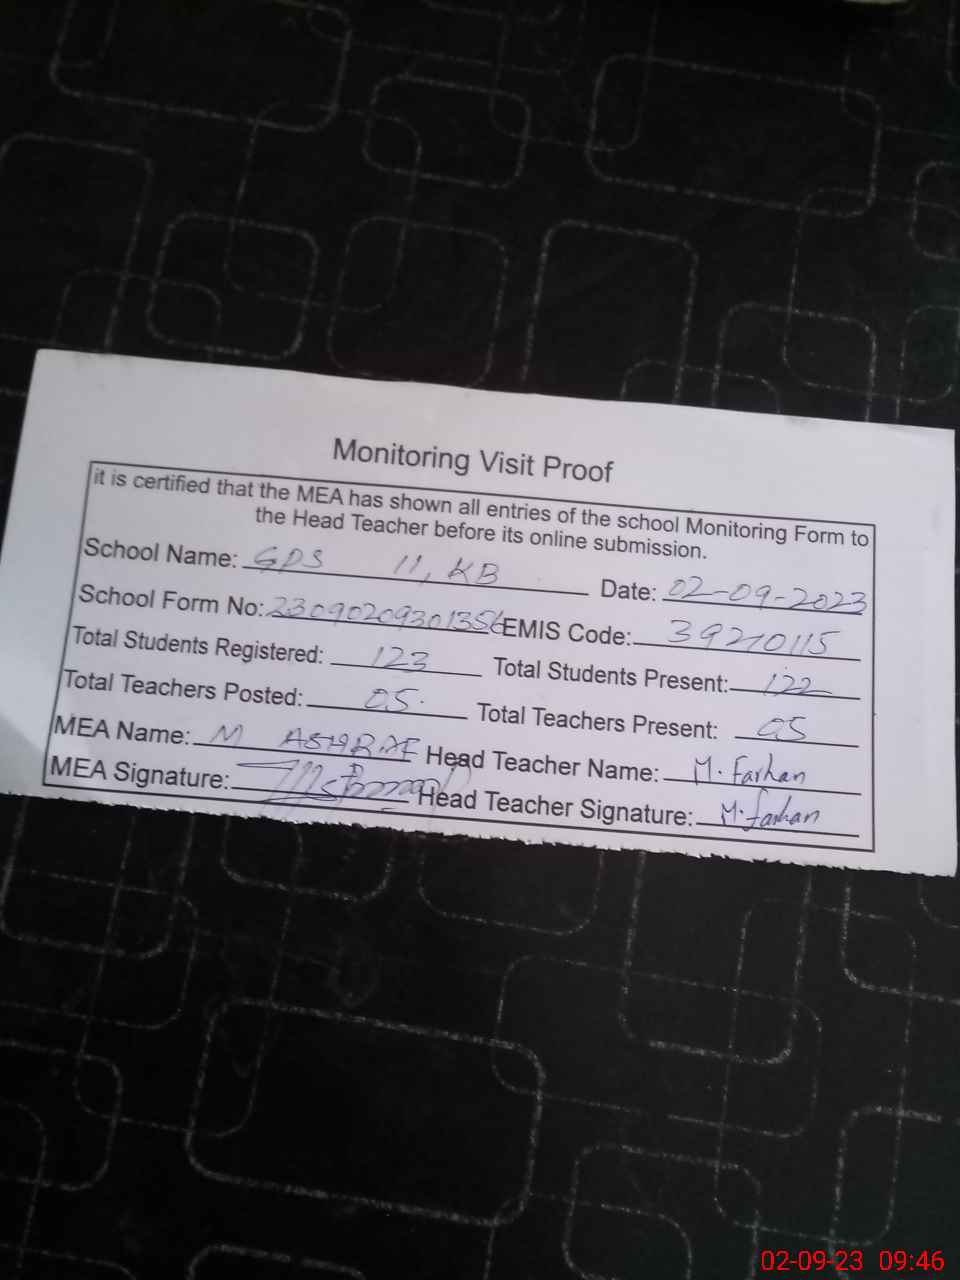 Monitoring Visit Proof
it is certified that the MEA has shown all entries of the school Monitoring Form to
the Head Teacher before its online submission.
School Name: GPS 11, KB Date: 02-09-2023
School Form No: 23090209301356 EMIS Code: 39210115
Total Students Registered: 123 Total Students Present: 122
Total Teachers Posted: 05. Total Teachers Present: 05
MEA Name: M ASHRAF Head Teacher Name: M. Farhan
MEA Signature: Head Teacher Signature: M. farhan
02-09-23 09:46